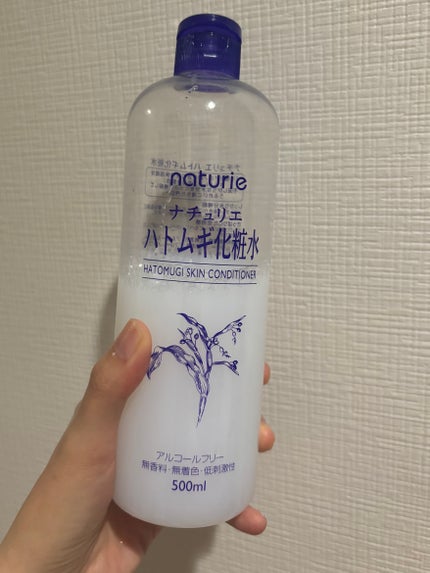 naturie
ナチュリエ
ハトムギ化粧水
HATOMUGI SKIN CONDITIONER
アルコールフリー
無香料・無着色・低刺激性
500ml